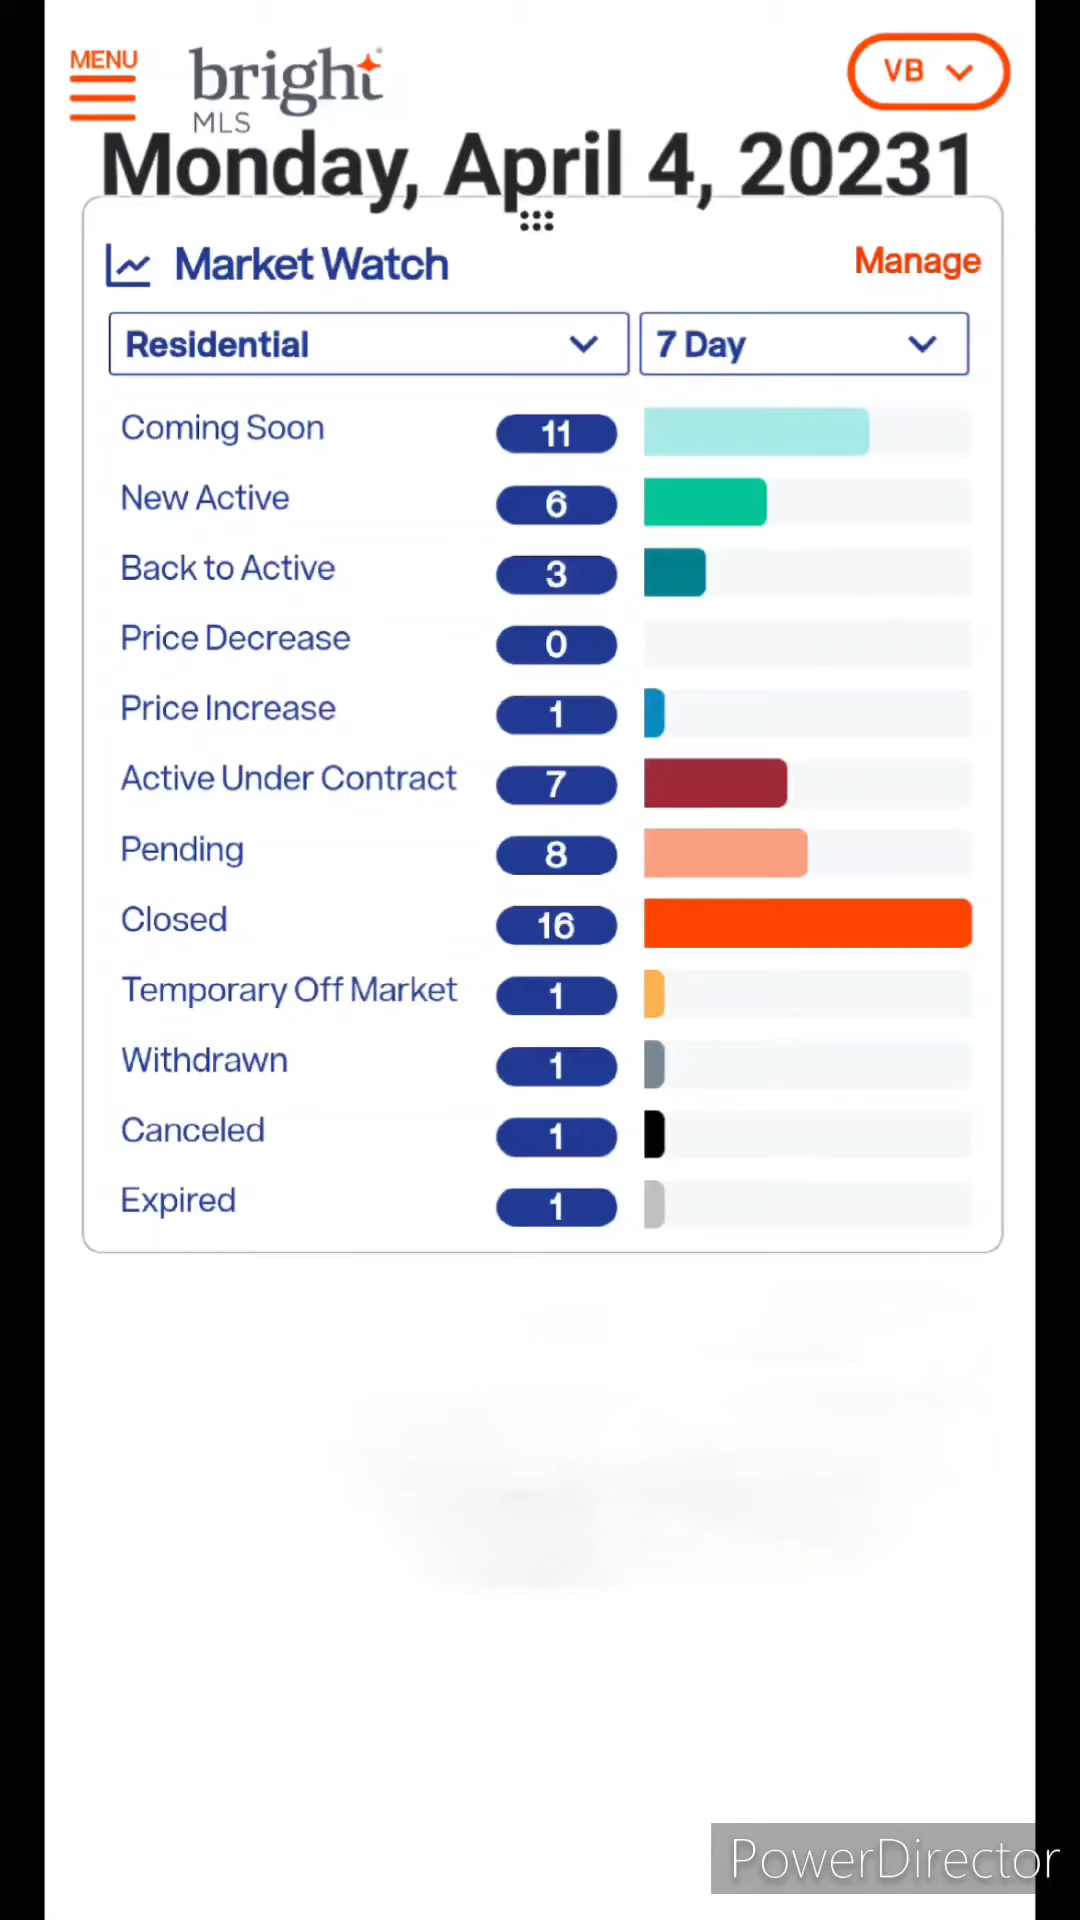 MENU
bright
MLS
VB
Monday, April 4, 20231
Market Watch
Manage
Residential
7 Day
Coming Soon 11
New Active 6
Back to Active 3
Price Decrease 0
Price Increase 1
Active Under Contract 7
Pending 8
Closed 16
Temporary Off Market 1
Withdrawn 1
Canceled 1
Expired 1
PowerDirector